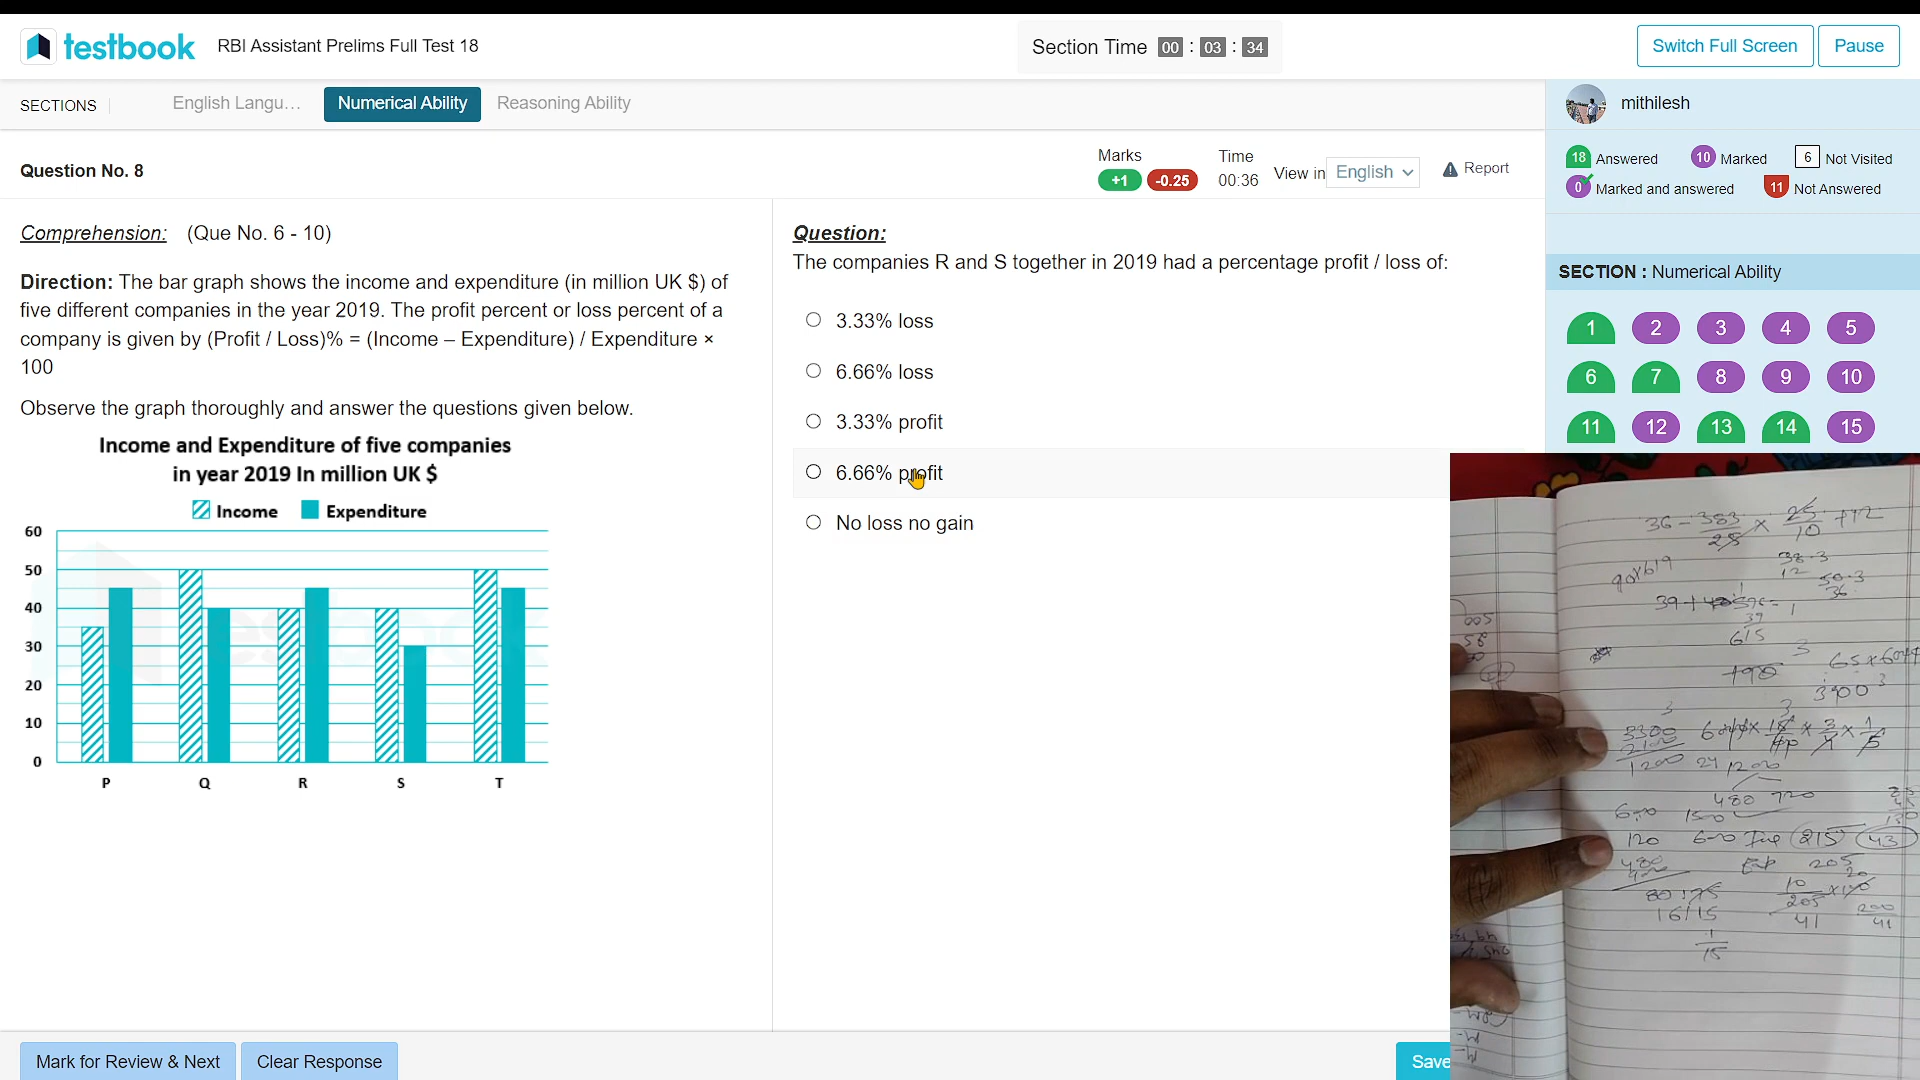 testbook
RBI Assistant Prelims Full Test 18
Section Time 00 : 03 : 34
Switch Full Screen
Pause
SECTIONS
English Langu...
Numerical Ability
Reasoning Ability
mithilesh
18 Answered
10 Marked
6 Not Visited
0 Marked and answered
11 Not Answered
Question No. 8
Marks
+1 -0.25
Time
00:36
View in English
Report
Comprehension: (Que No. 6 - 10)
Direction: The bar graph shows the income and expenditure (in million UK $) of
five different companies in the year 2019. The profit percent or loss percent of a
company is given by (Profit / Loss)% = (Income – Expenditure) / Expenditure ×
100
Observe the graph thoroughly and answer the questions given below.
Income and Expenditure of five companies
in year 2019 In million UK $
Income Expenditure
60
50
40
30
20
10
0
P Q R S T
Question:
The companies R and S together in 2019 had a percentage profit / loss of:
3.33% loss
6.66% loss
3.33% profit
6.66% profit
No loss no gain
SECTION : Numerical Ability
1 2 3 4 5
6 7 8 9 10
11 12 13 14 15
Mark for Review & Next
Clear Response
Save
3900
1200
480 720
120
16/15
1
15